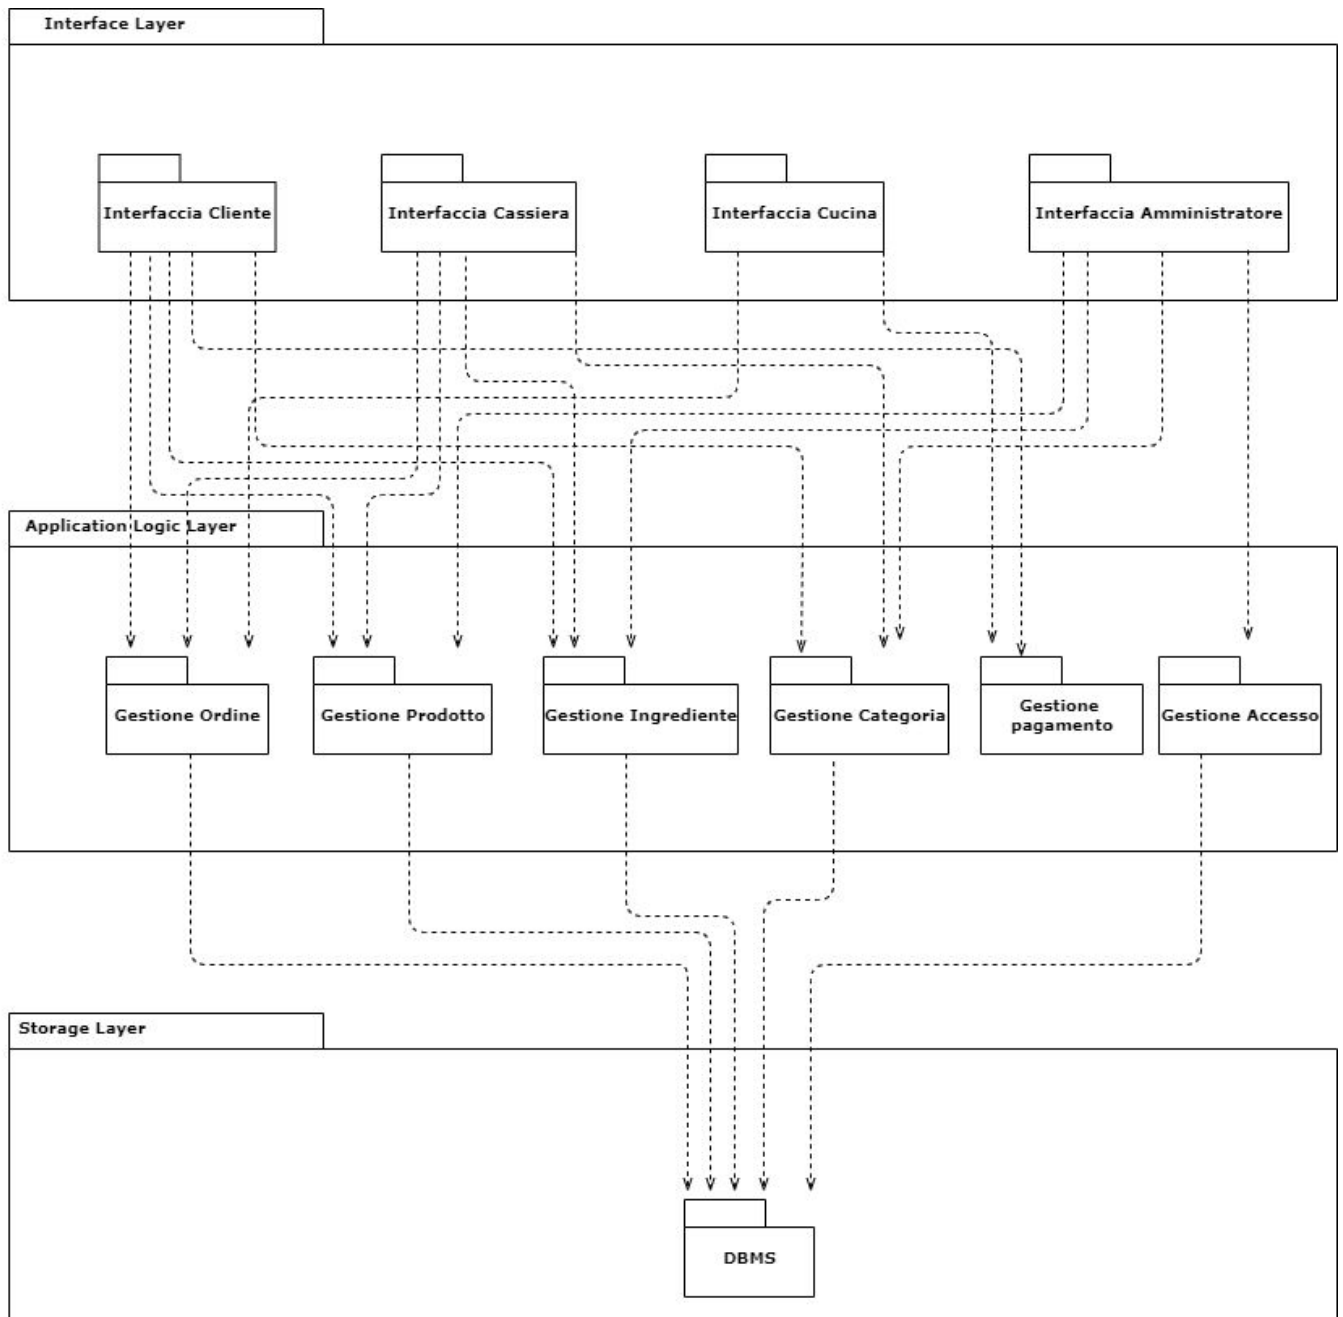 Interface Layer
Interfaccia Cliente
Interfaccia Cassiera
Interfaccia Cucina
Interfaccia Amministratore
Application Logic Layer
Gestione Ordine
Gestione Prodotto
Gestione Ingrediente
Gestione Categoria
Gestione
pagamento
Gestione Accesso
Storage Layer
DBMS